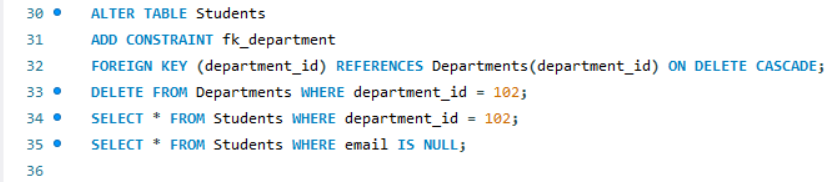 30 ALTER TABLE Students
31 ADD CONSTRAINT fk_department
32 FOREIGN KEY (department_id) REFERENCES Departments(department_id) ON DELETE CASCADE;
33 DELETE FROM Departments WHERE department_id = 102;
34 SELECT * FROM Students WHERE department_id = 102;
35 SELECT * FROM Students WHERE email IS NULL;
36